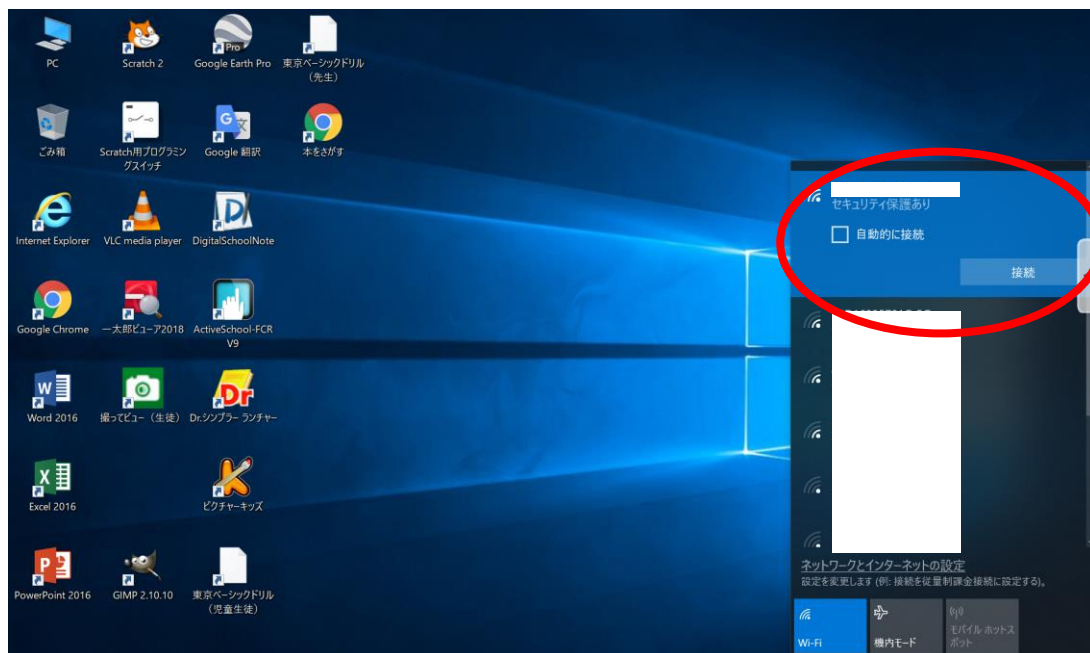 PC
Scratch 2
Pro
Google Earth Pro
東京ベーシックドリル
（先生）
ごみ箱
Scratch用プログラミン
グスイッチ
G
Google 翻訳
本をさがす
Internet Explorer
VLC media player
DigitalSchoolNote
Google Chrome
一太郎ビューア2018
ActiveSchool-FCR
V9
W
Word 2016
撮ってビュー（生徒）
Dr
Dr.シンプラー ランチャー
X
Excel 2016
ピクチャーキッズ
P
PowerPoint 2016
GIMP 2.10.10
東京ベーシックドリル
（児童生徒）
セキュリティ保護あり
自動的に接続
接続
ネットワークとインターネットの設定
設定を変更します (例: 接続を従量制課金接続に設定する)。
Wi-Fi
機内モード
モバイル ホットス
ポット